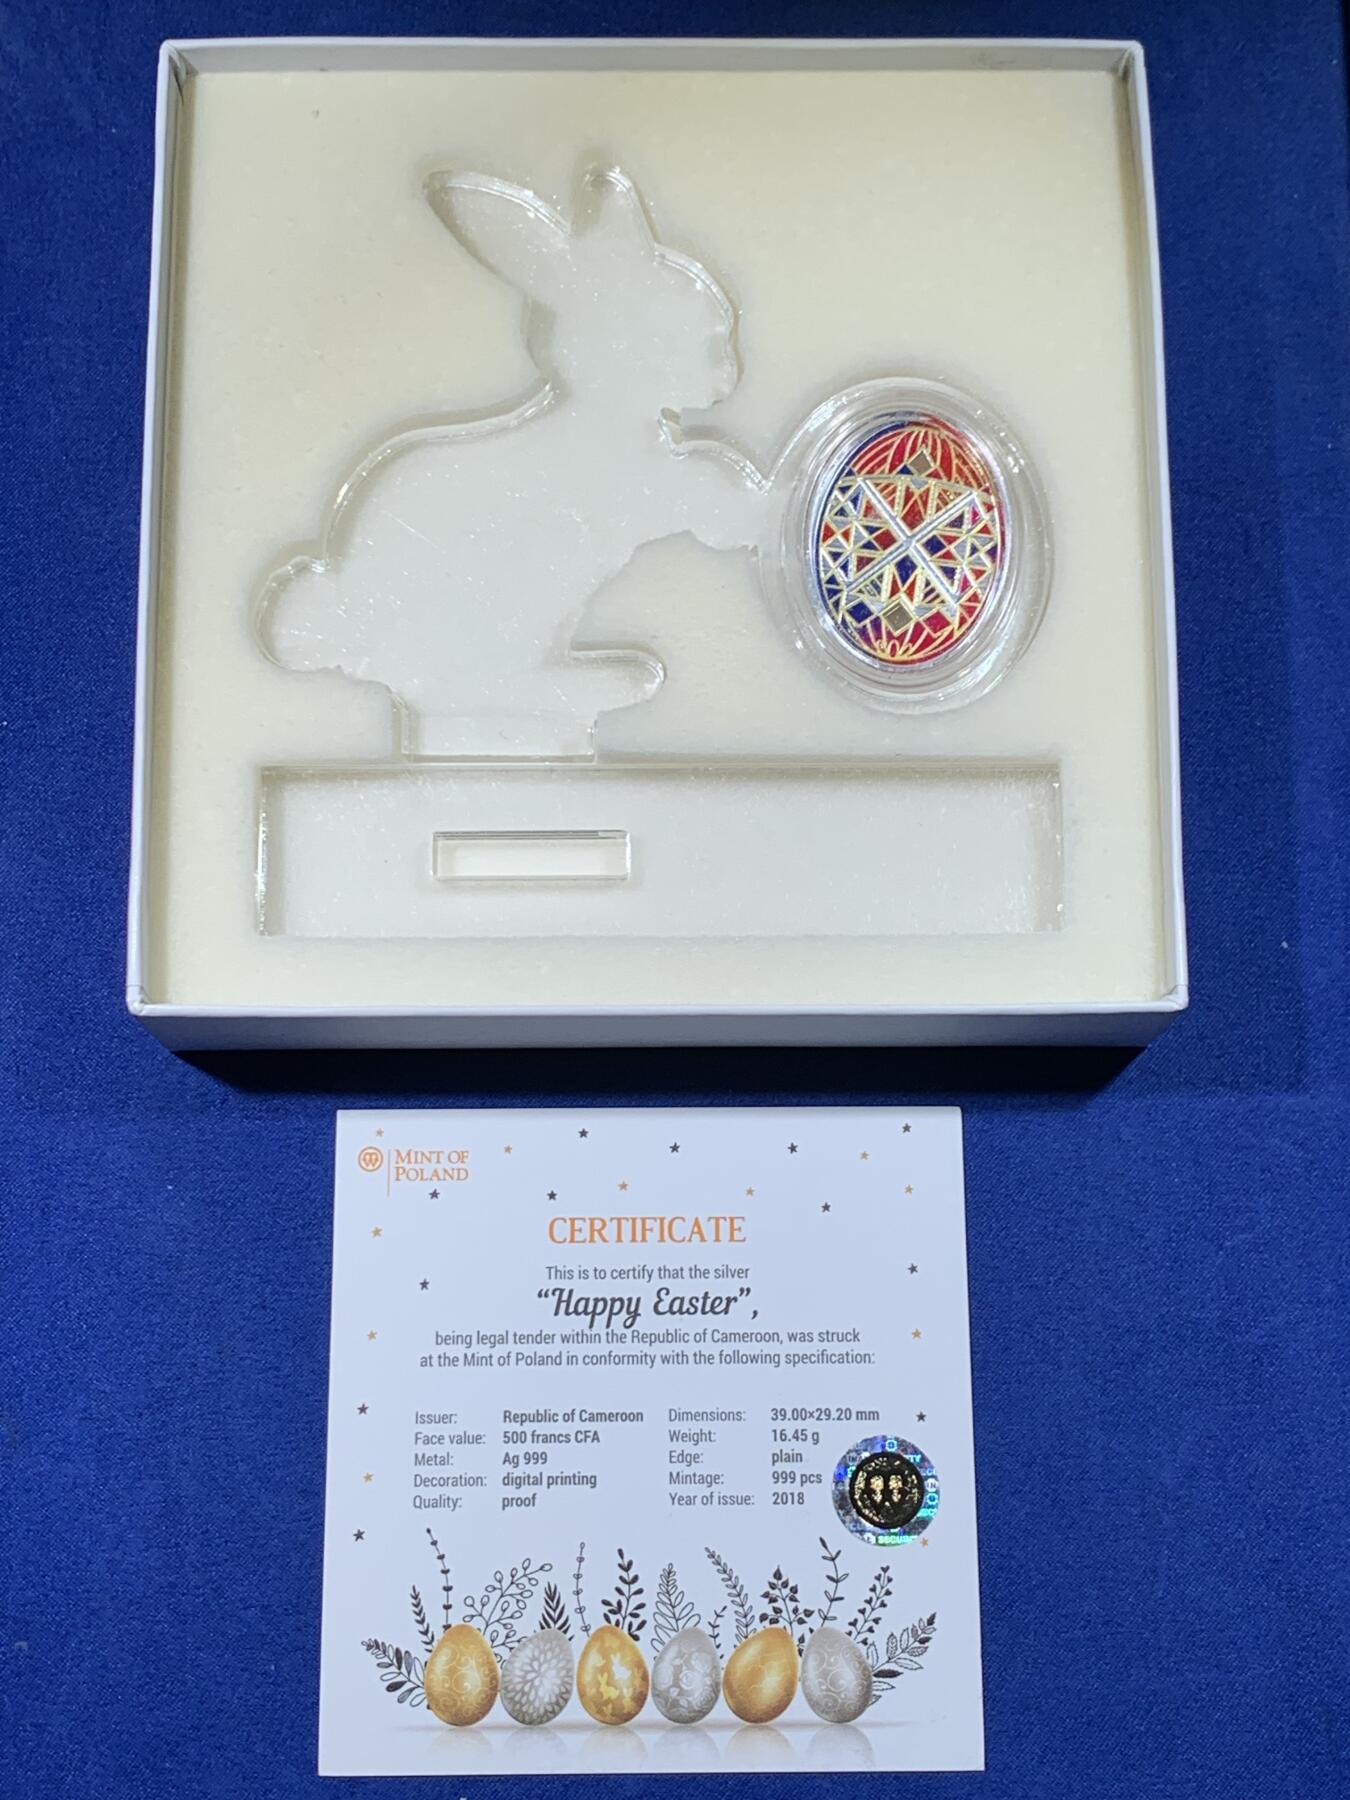 MINT OF
POLAND
CERTIFICATE
This is to certify that the silver
“Happy Easter”,
being legal tender within the Republic of Cameroon, was struck
at the Mint of Poland in conformity with the following specification:
Issuer: Republic of Cameroon Dimensions: 39.00×29.20 mm
Face value: 500 francs CFA Weight: 16.45 g
Metal: Ag 999 Edge: plain
Decoration: digital printing Mintage: 999 pcs
Quality: proof Year of issue: 2018